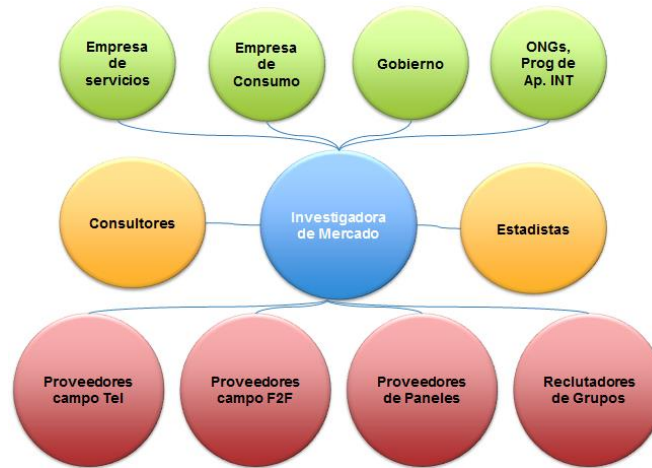 Empresa
de
servicios
Empresa
de
Consumo
Gobierno
ONGs,
Prog de
Ap. INT
Consultores
Investigadora
de Mercado
Estadistas
Proveedores
campo Tel
Proveedores
campo F2F
Proveedores
de Paneles
Reclutadores
de Grupos